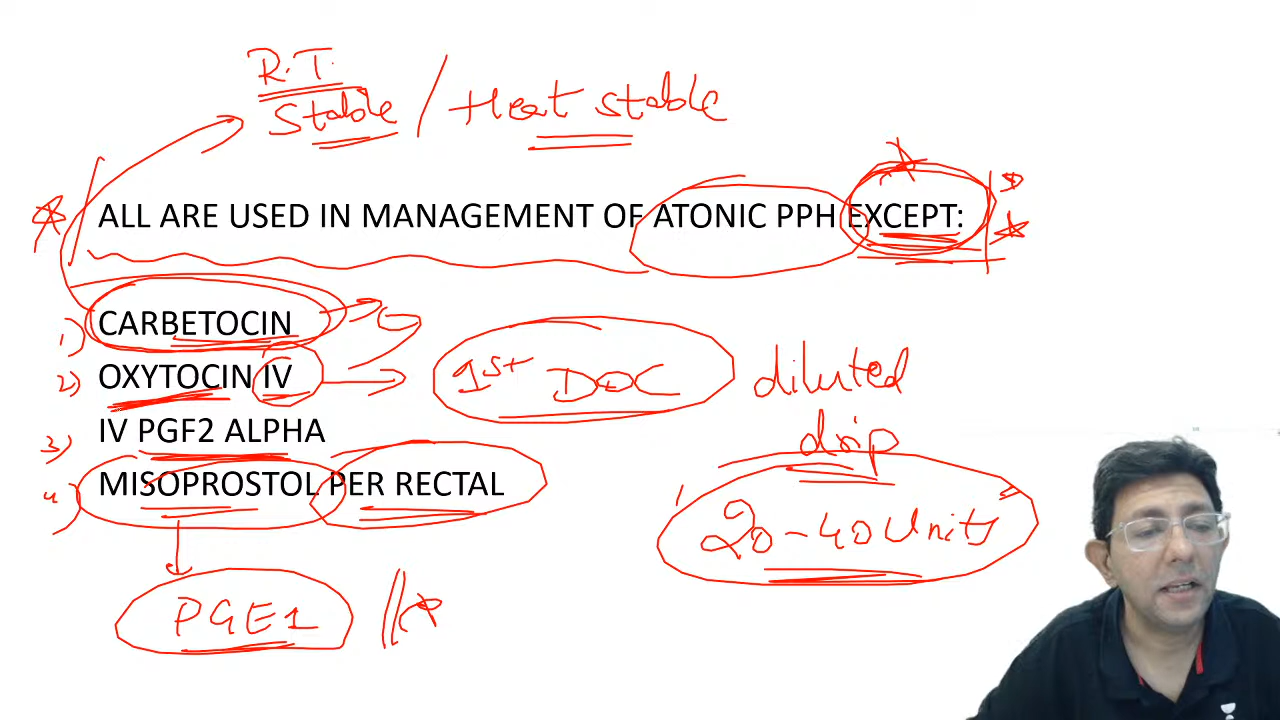 R.T.
Stable / Heat stable
ALL ARE USED IN MANAGEMENT OF ATONIC PPH EXCEPT:
1) CARBETOCIN
2) OXYTOCIN IV 1st DOC diluted
drip
3) IV PGF2 ALPHA
4) MISOPROSTOL PER RECTAL
20-40 Units
PGE1